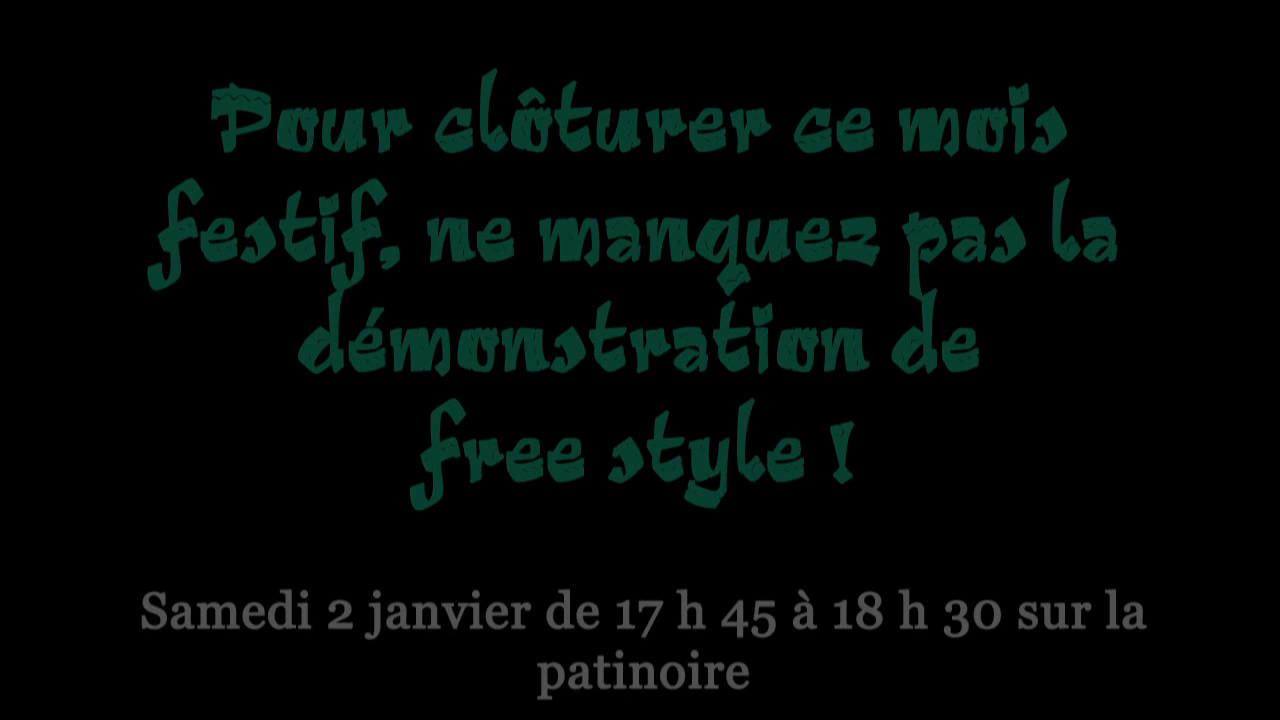 Pour clôturer ce mois
festif, ne manquez pas la
démonstration de
free style !
Samedi 2 janvier de 17 h 45 à 18 h 30 sur la
patinoire